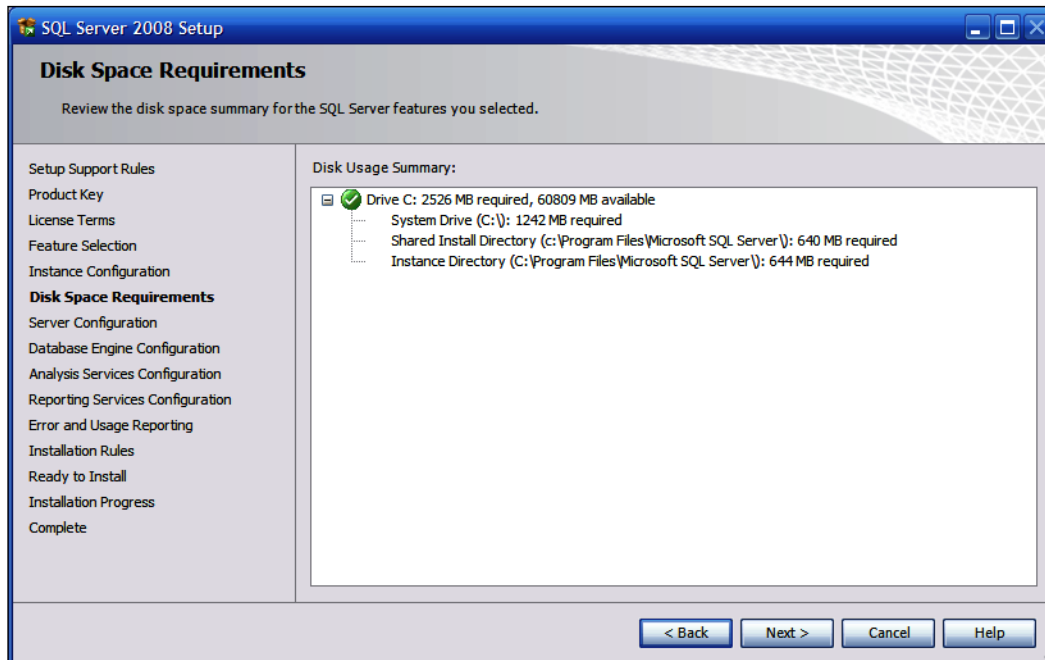 SQL Server 2008 Setup
Disk Space Requirements
Review the disk space summary for the SQL Server features you selected.
Setup Support Rules
Product Key
License Terms
Feature Selection
Instance Configuration
Disk Space Requirements
Server Configuration
Database Engine Configuration
Analysis Services Configuration
Reporting Services Configuration
Error and Usage Reporting
Installation Rules
Ready to Install
Installation Progress
Complete
Disk Usage Summary:
Drive C: 2526 MB required, 60809 MB available
System Drive (C:\): 1242 MB required
Shared Install Directory (c:\Program Files\Microsoft SQL Server\): 640 MB required
Instance Directory (C:\Program Files\Microsoft SQL Server\): 644 MB required
< Back
Next >
Cancel
Help